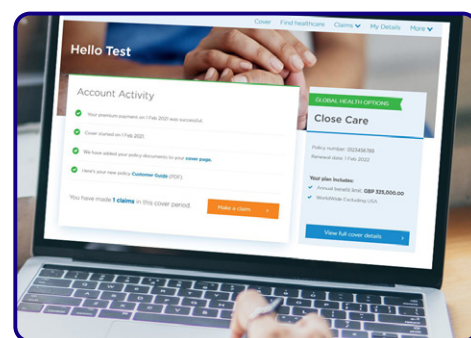 Cover Find healthcare Claims My Details More
Hello Test
Account Activity
Your premium payment on 1 Feb 2021 was successful.
Cover started on 1 Feb 2021
We have added your policy documents to your cover page.
Here's your new policy Customer Guide (PDF).
You have made 1 claims in this cover period.
Make a claim
GLOBAL HEALTH OPTIONS
Close Care
Policy number: 0123456789
Renewal date: 1 Feb 2022
Your plan includes:
Annual benefit limit: GBP 325,000.00
WorldWide Excluding USA
View full cover details